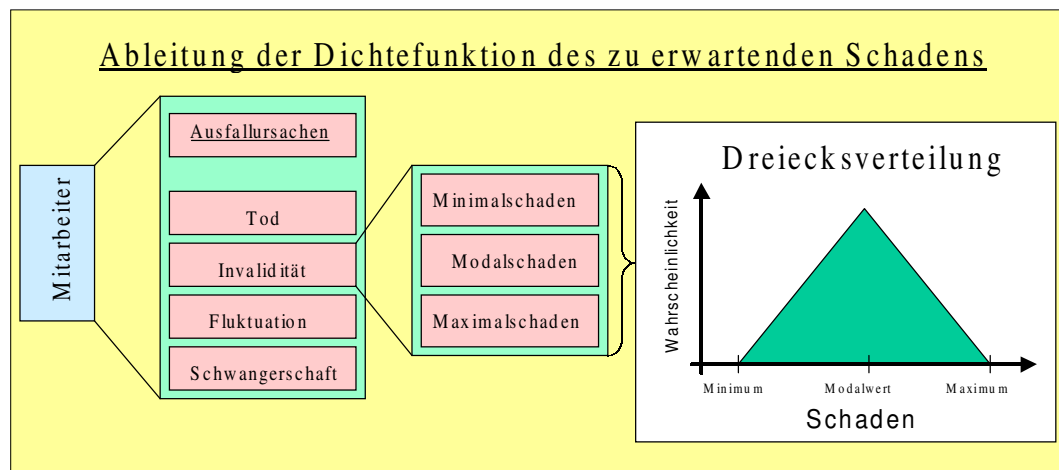 Ableitung der Dichtefunktion des zu erwartenden Schadens
Mitarbeiter
Ausfallursachen
Tod
Invalidität
Fluktuation
Schwangerschaft
Minimalschaden
Modalschaden
Maximalschaden
Dreiecksverteilung
Wahrscheinlichkeit
Minimum Modalwert Maximum
Schaden